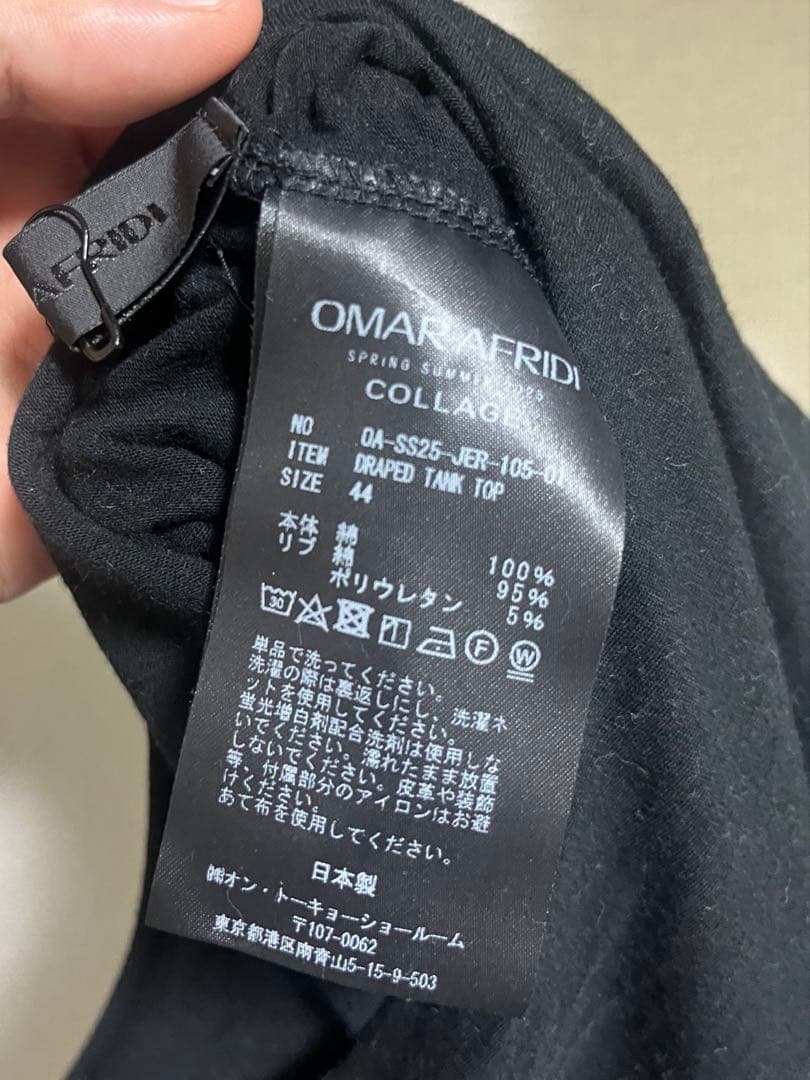 AFRIDI
OMAR AFRIDI
SPRING SUMMER 2025
COLLAGE
NO OA-SS25-JER-105-01
ITEM DRAPED TANK TOP
SIZE 44
本体 綿 100%
リブ 綿 95%
ポリウレタン 5%
30 F W
単品で洗ってください。
洗濯の際は裏返しにし、洗濯ネ
ットを使用してください。
蛍光増白剤配合洗剤は使用しな
いでください。濡れたまま放置
しないでください。皮革や装飾
等、付属部分のアイロンはお避
けください。
あて布を使用してください。
日本製
㈱オン・トーキョーショールーム
〒107-0062
東京都港区南青山5-15-9-503